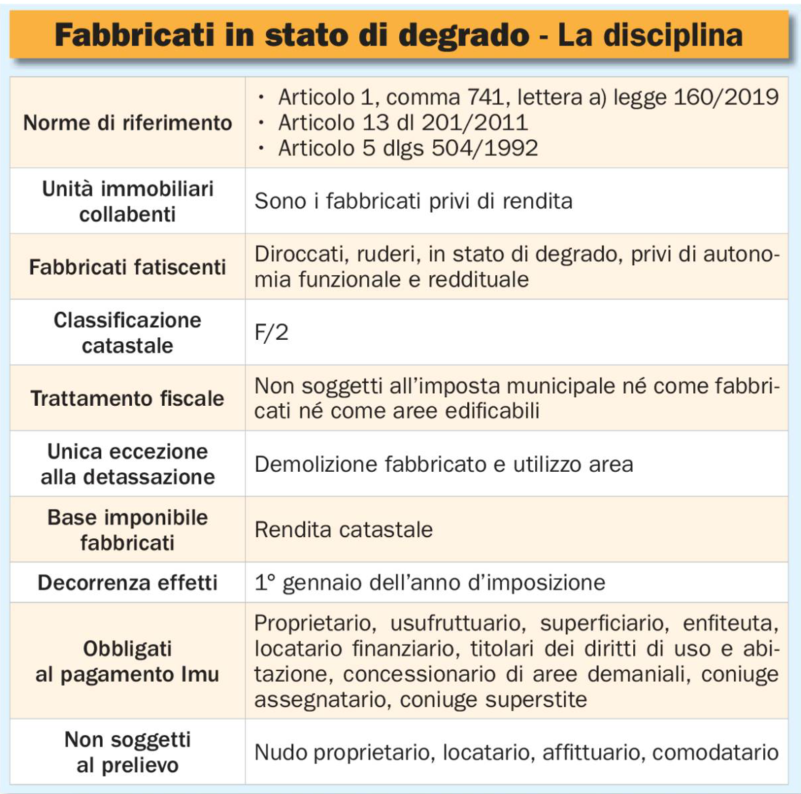 Fabbricati in stato di degrado - La disciplina
Norme di riferimento
· Articolo 1, comma 741, lettera a) legge 160/2019
· Articolo 13 dl 201/2011
· Articolo 5 dlgs 504/1992
Unità immobiliari
collabenti
Sono i fabbricati privi di rendita
Fabbricati fatiscenti
Diroccati, ruderi, in stato di degrado, privi di autono-
mia funzionale e reddituale
Classificazione
catastale
F/2
Trattamento fiscale
Non soggetti all’imposta municipale né come fabbri-
cati né come aree edificabili
Unica eccezione
alla detassazione
Demolizione fabbricato e utilizzo area
Base imponibile
fabbricati
Rendita catastale
Decorrenza effetti
1° gennaio dell’anno d’imposizione
Obbligati
al pagamento Imu
Proprietario, usufruttuario, superficiario, enfiteuta,
locatario finanziario, titolari dei diritti di uso e abi-
tazione, concessionario di aree demaniali, coniuge
assegnatario, coniuge superstite
Non soggetti
al prelievo
Nudo proprietario, locatario, affittuario, comodatario